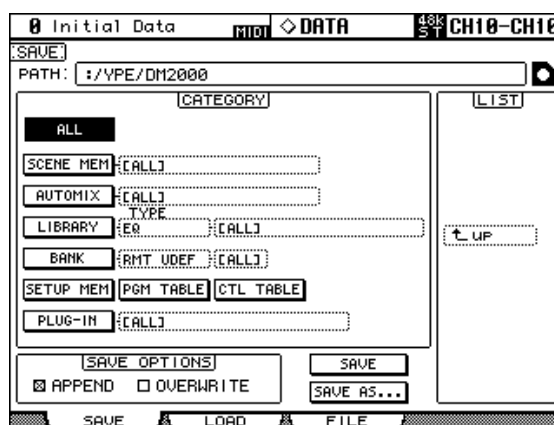 0 Initial Data MIDI ◇DATA 48K ST CH10-CH10
SAVE
PATH: :/YPE/DM2000
CATEGORY
LIST
ALL
SCENE MEM [ALL]
AUTOMIX [ALL]
TYPE
LIBRARY EQ [ALL]
UP
BANK RMT UDEF [ALL]
SETUP MEM PGM TABLE CTL TABLE
PLUG-IN [ALL]
SAVE OPTIONS
APPEND OVERWRITE
SAVE
SAVE AS...
SAVE LOAD FILE